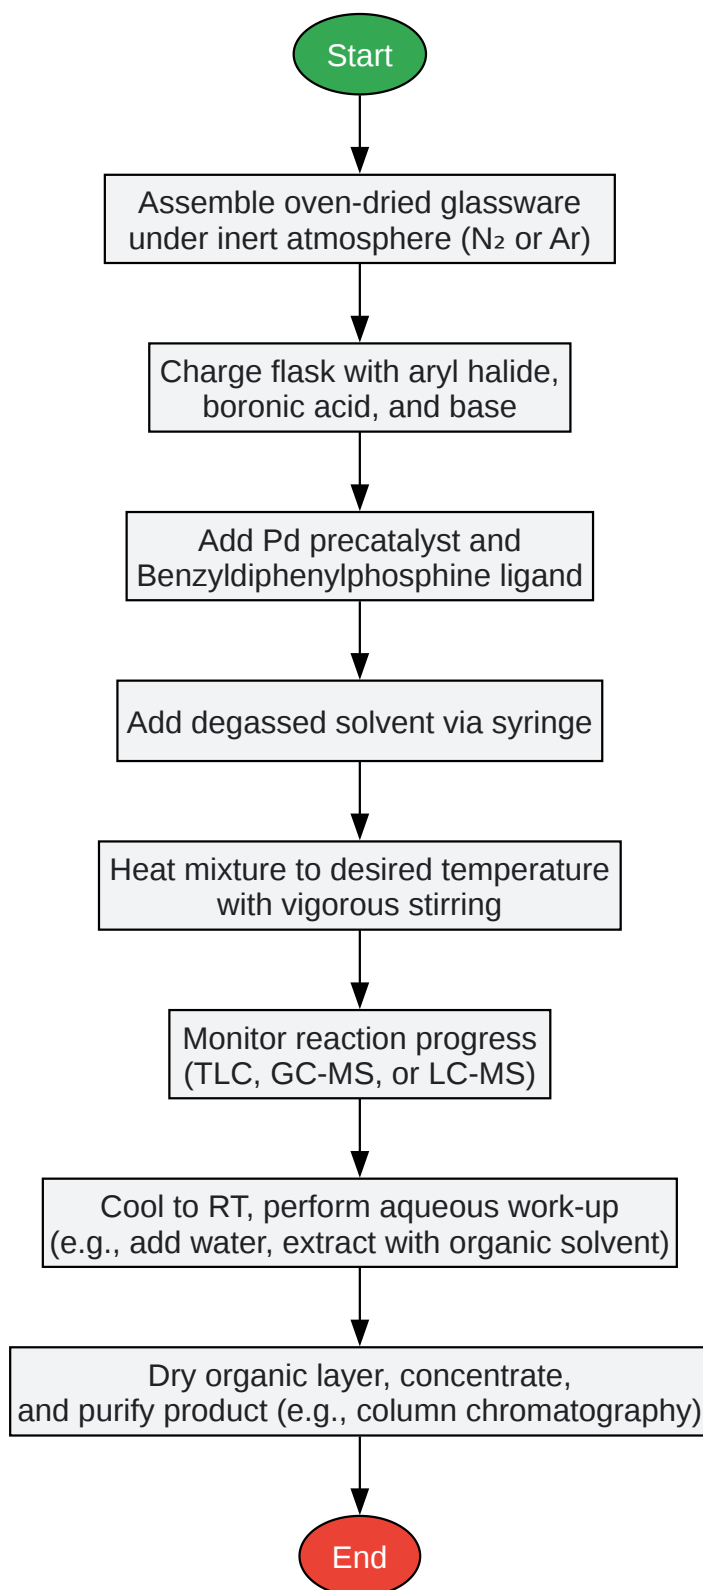 Start
Assemble oven-dried glassware
under inert atmosphere (N₂ or Ar)
Charge flask with aryl halide,
boronic acid, and base
Add Pd precatalyst and
Benzyldiphenylphosphine ligand
Add degassed solvent via syringe
Heat mixture to desired temperature
with vigorous stirring
Monitor reaction progress
(TLC, GC-MS, or LC-MS)
Cool to RT, perform aqueous work-up
(e.g., add water, extract with organic solvent)
Dry organic layer, concentrate,
and purify product (e.g., column chromatography)
End